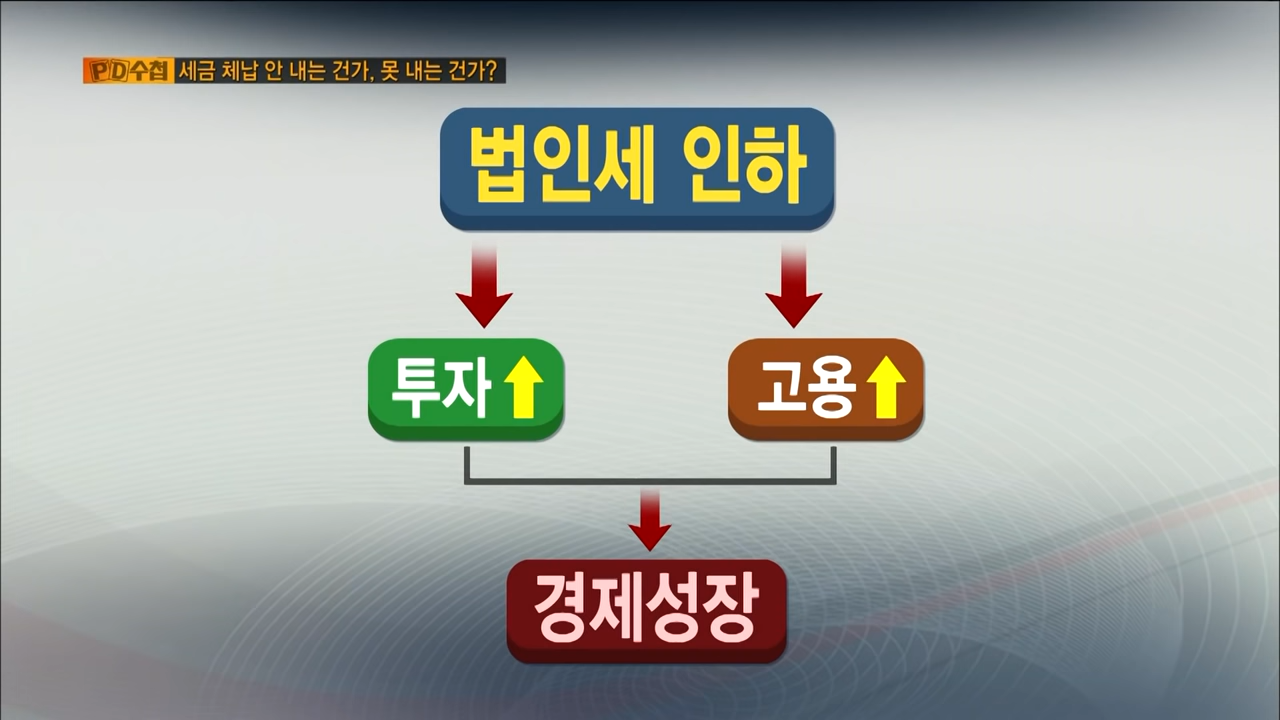 PD수첩 세금 체납 안 내는 건가, 못 내는 건가?
법인세 인하
투자
고용
경제성장